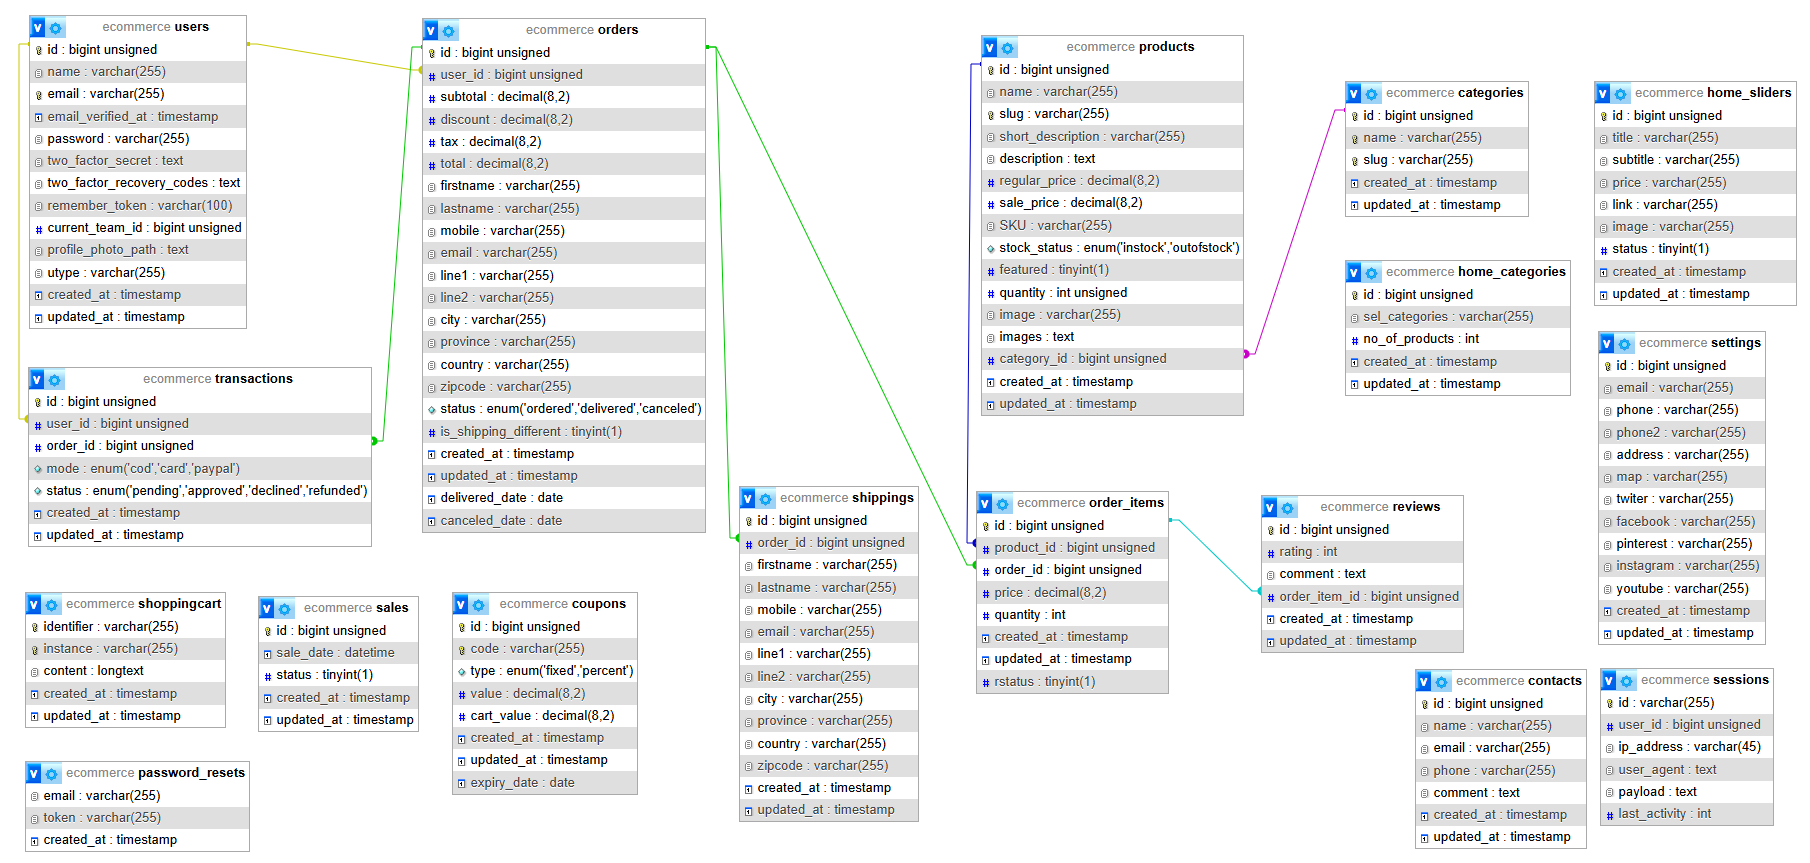 ecommerce users
id : bigint unsigned
name : varchar(255)
email : varchar(255)
email_verified_at : timestamp
password : varchar(255)
two_factor_secret : text
two_factor_recovery_codes : text
remember_token : varchar(100)
current_team_id : bigint unsigned
profile_photo_path : text
utype : varchar(255)
created_at : timestamp
updated_at : timestamp
ecommerce orders
id : bigint unsigned
user_id : bigint unsigned
subtotal : decimal(8,2)
discount : decimal(8,2)
tax : decimal(8,2)
total : decimal(8,2)
firstname : varchar(255)
lastname : varchar(255)
mobile : varchar(255)
email : varchar(255)
line1 : varchar(255)
line2 : varchar(255)
city : varchar(255)
province : varchar(255)
country : varchar(255)
zipcode : varchar(255)
status : enum('ordered','delivered','canceled')
is_shipping_different : tinyint(1)
created_at : timestamp
updated_at : timestamp
delivered_date : date
canceled_date : date
ecommerce products
id : bigint unsigned
name : varchar(255)
slug : varchar(255)
short_description : varchar(255)
description : text
regular_price : decimal(8,2)
sale_price : decimal(8,2)
SKU : varchar(255)
stock_status : enum('instock','outofstock')
featured : tinyint(1)
quantity : int unsigned
image : varchar(255)
images : text
category_id : bigint unsigned
created_at : timestamp
updated_at : timestamp
ecommerce categories
id : bigint unsigned
name : varchar(255)
slug : varchar(255)
created_at : timestamp
updated_at : timestamp
ecommerce home_sliders
id : bigint unsigned
title : varchar(255)
subtitle : varchar(255)
price : varchar(255)
link : varchar(255)
image : varchar(255)
status : tinyint(1)
created_at : timestamp
updated_at : timestamp
ecommerce home_categories
id : bigint unsigned
sel_categories : varchar(255)
no_of_products : int
created_at : timestamp
updated_at : timestamp
ecommerce settings
id : bigint unsigned
email : varchar(255)
phone : varchar(255)
phone2 : varchar(255)
address : varchar(255)
map : varchar(255)
twiter : varchar(255)
facebook : varchar(255)
pinterest : varchar(255)
instagram : varchar(255)
youtube : varchar(255)
created_at : timestamp
updated_at : timestamp
ecommerce transactions
id : bigint unsigned
user_id : bigint unsigned
order_id : bigint unsigned
mode : enum('cod','card','paypal')
status : enum('pending','approved','declined','refunded')
created_at : timestamp
updated_at : timestamp
ecommerce shippings
id : bigint unsigned
order_id : bigint unsigned
firstname : varchar(255)
lastname : varchar(255)
mobile : varchar(255)
email : varchar(255)
line1 : varchar(255)
line2 : varchar(255)
city : varchar(255)
province : varchar(255)
country : varchar(255)
zipcode : varchar(255)
created_at : timestamp
updated_at : timestamp
ecommerce order_items
id : bigint unsigned
product_id : bigint unsigned
order_id : bigint unsigned
price : decimal(8,2)
quantity : int
created_at : timestamp
updated_at : timestamp
rstatus : tinyint(1)
ecommerce reviews
id : bigint unsigned
rating : int
comment : text
order_item_id : bigint unsigned
created_at : timestamp
updated_at : timestamp
ecommerce shoppingcart
identifier : varchar(255)
instance : varchar(255)
content : longtext
created_at : timestamp
updated_at : timestamp
ecommerce sales
id : bigint unsigned
sale_date : datetime
status : tinyint(1)
created_at : timestamp
updated_at : timestamp
ecommerce coupons
id : bigint unsigned
code : varchar(255)
type : enum('fixed','percent')
value : decimal(8,2)
cart_value : decimal(8,2)
created_at : timestamp
updated_at : timestamp
expiry_date : date
ecommerce contacts
id : bigint unsigned
name : varchar(255)
email : varchar(255)
phone : varchar(255)
comment : text
created_at : timestamp
updated_at : timestamp
ecommerce sessions
id : varchar(255)
user_id : bigint unsigned
ip_address : varchar(45)
user_agent : text
payload : text
last_activity : int
ecommerce password_resets
email : varchar(255)
token : varchar(255)
created_at : timestamp